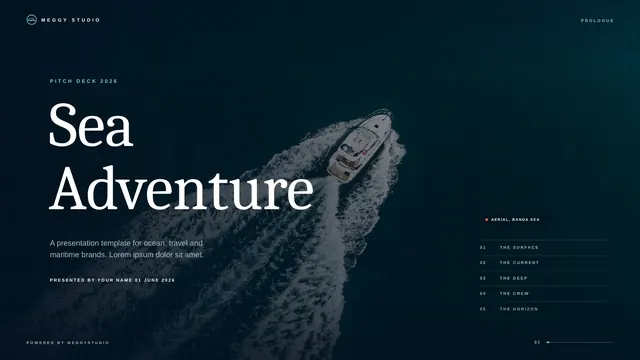 MEGGY STUDIO
PROLOGUE
PITCH DECK 2026
Sea
Adventure
A presentation template for ocean, travel and
maritime brands. Lorem ipsum dolor sit amet.
PRESENTED BY YOUR NAME 01 JUNE 2026
AERIAL, BANDA SEA
01 THE SURFACE
02 THE CURRENT
03 THE DEEP
04 THE CREW
05 THE HORIZON
POWERED BY MEGGYSTUDIO
01